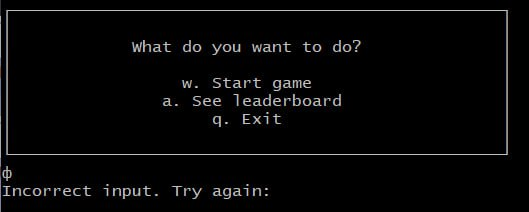 What do you want to do?
w. Start game
a. See leaderboard
q. Exit
ф
Incorrect input. Try again: